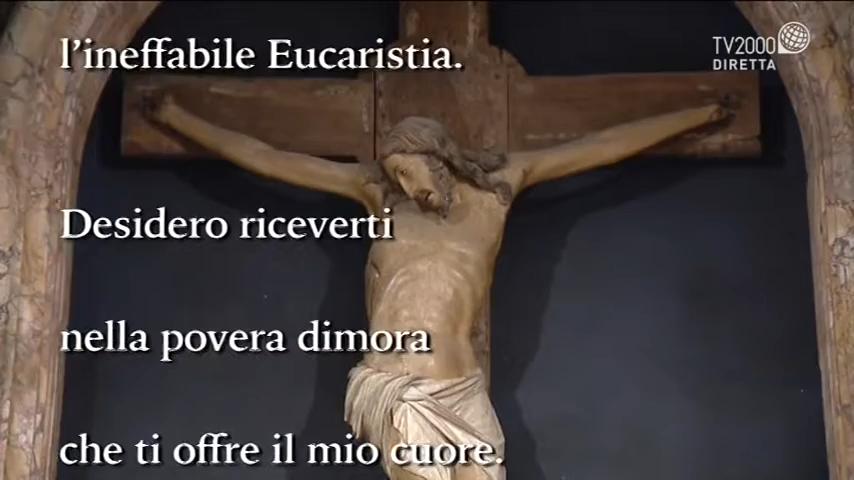 l'ineffabile Eucaristia.
TV2000
DIRETTA
Desidero riceverti
nella povera dimora
che ti offre il mio cuore.